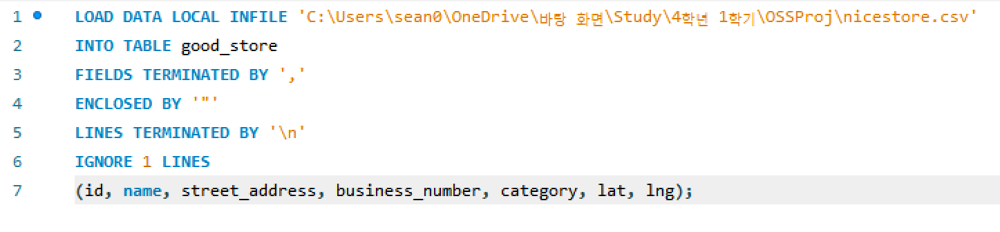 1 LOAD DATA LOCAL INFILE 'C:\Users\sean0\OneDrive\바탕 화면\Study\4학년 1학기\OSSProj\nicestore.csv'
2 INTO TABLE good_store
3 FIELDS TERMINATED BY ','
4 ENCLOSED BY '"'
5 LINES TERMINATED BY '\n'
6 IGNORE 1 LINES
7 (id, name, street_address, business_number, category, lat, lng);